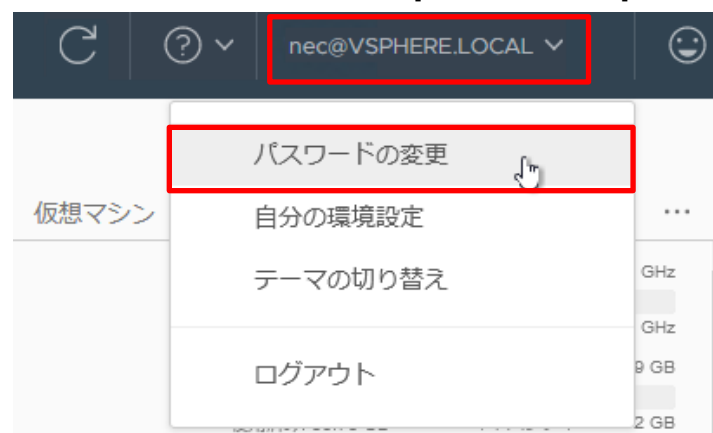 nec@VSPHERE.LOCAL
パスワードの変更
仮想マシン
自分の環境設定
...
テーマの切り替え
GHz
GHz
9 GB
ログアウト
2 GB